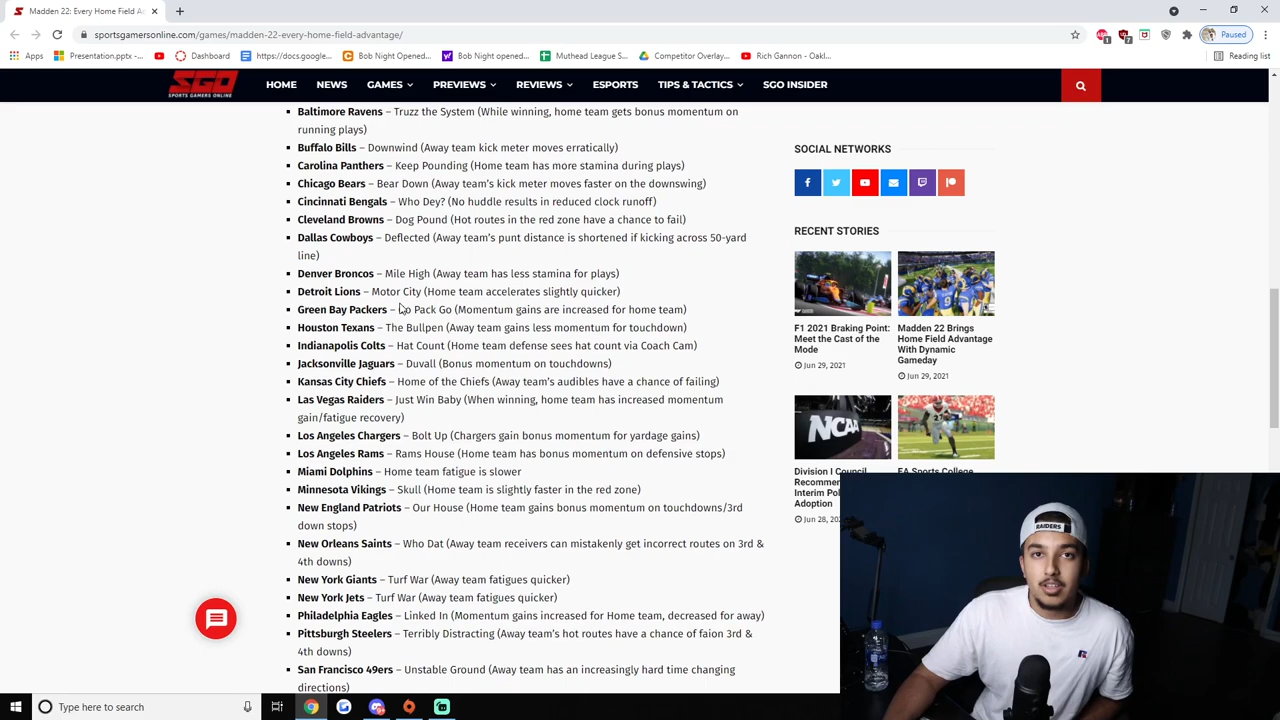 Madden 22: Every Home Field A
sportsgamersonline.com/games/madden-22-every-home-field-advantage/
Paused
Apps
Presentation.pptx -
Dashboard
https://docs.google...
Bob Night Opened...
Bob Night opened...
Muthead League S...
Competitor Overlay...
Rich Gannon - Oakl...
Reading list
SGO
SPORTS GAMERS ONLINE
HOME
NEWS
GAMES
PREVIEWS
REVIEWS
ESPORTS
TIPS & TACTICS
SGO INSIDER
Baltimore Ravens – Truzz the System (While winning, home team gets bonus momentum on
running plays)
Buffalo Bills – Downwind (Away team kick meter moves erratically)
Carolina Panthers – Keep Pounding (Home team has more stamina during plays)
Chicago Bears – Bear Down (Away team's kick meter moves faster on the downswing)
Cincinnati Bengals – Who Dey? (No huddle results in reduced clock runoff)
Cleveland Browns – Dog Pound (Hot routes in the red zone have a chance to fail)
Dallas Cowboys – Deflected (Away team's punt distance is shortened if kicking across 50-yard
line)
Denver Broncos – Mile High (Away team has less stamina for plays)
Detroit Lions – Motor City (Home team accelerates slightly quicker)
Green Bay Packers – Go Pack Go (Momentum gains are increased for home team)
Houston Texans – The Bullpen (Away team gains less momentum for touchdown)
Indianapolis Colts – Hat Count (Home team defense sees hat count via Coach Cam)
Jacksonville Jaguars – Duvall (Bonus momentum on touchdowns)
Kansas City Chiefs – Home of the Chiefs (Away team's audibles have a chance of failing)
Las Vegas Raiders – Just Win Baby (When winning, home team has increased momentum
gain/fatigue recovery)
Los Angeles Chargers – Bolt Up (Chargers gain bonus momentum for yardage gains)
Los Angeles Rams – Rams House (Home team has bonus momentum on defensive stops)
Miami Dolphins – Home team fatigue is slower
Minnesota Vikings – Skull (Home team is slightly faster in the red zone)
New England Patriots – Our House (Home team gains bonus momentum on touchdowns/3rd
down stops)
New Orleans Saints – Who Dat (Away team receivers can mistakenly get incorrect routes on 3rd &
4th downs)
New York Giants – Turf War (Away team fatigues quicker)
New York Jets – Turf War (Away team fatigues quicker)
Philadelphia Eagles – Linked In (Momentum gains increased for Home team, decreased for away)
Pittsburgh Steelers – Terribly Distracting (Away team's hot routes have a chance of faion 3rd &
4th downs)
San Francisco 49ers – Unstable Ground (Away team has an increasingly hard time changing
directions)
SOCIAL NETWORKS
RECENT STORIES
F1 2021 Braking Point:
Meet the Cast of the
Mode
Jun 29, 2021
Madden 22 Brings
Home Field Advantage
With Dynamic
Gameday
Jun 29, 2021
NCAA
Division I Council
Recommen
Interim Pol
Adoption
Jun 28, 202
EA Sports College
RAIDERS
Type here to search